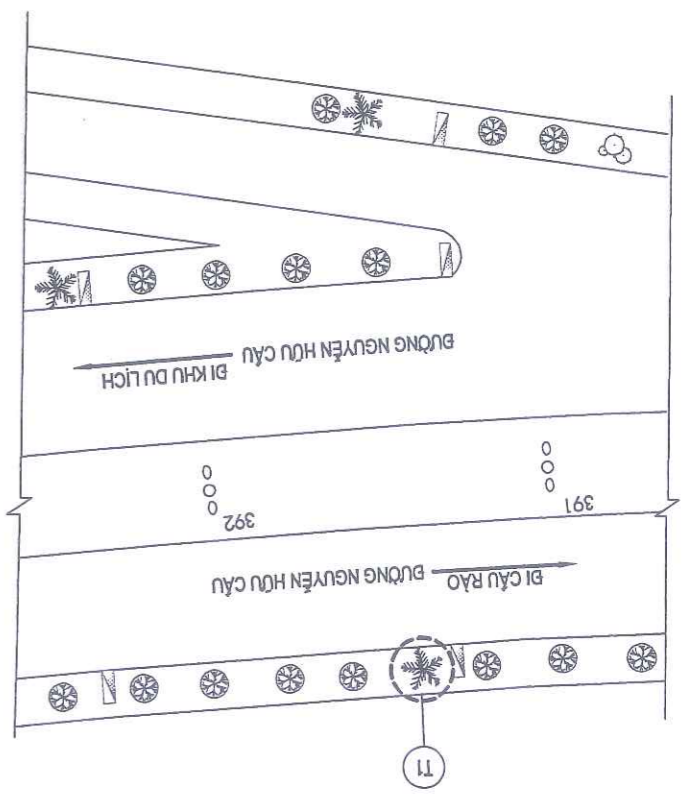 T1
ĐI CẦU RÀO
ĐƯỜNG NGUYỄN HỮU CẦU
391
392
ĐƯỜNG NGUYỄN HỮU CẦU
ĐI KHU DU LỊCH